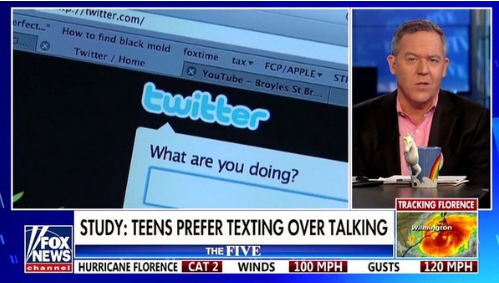 ://twitter.com/
erfect..."
How to find black mold
foxtime
tax▾
FCP/APPLE▾
Twitter / Home
YouTube - Broyles St Br...
twitter
What are you doing?
TRACKING FLORENCE
Wilmington
FOX
NEWS
channel
STUDY: TEENS PREFER TEXTING OVER TALKING
THE FIVE
HURRICANE FLORENCE CAT 2 WINDS 100 MPH GUSTS 120 MPH